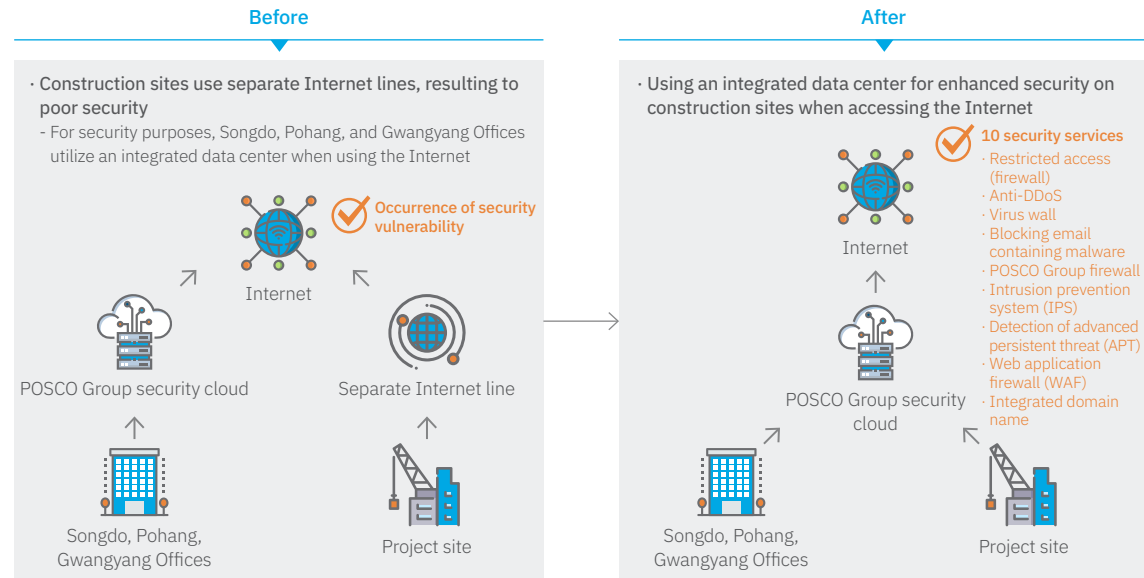 Before
· Construction sites use separate Internet lines, resulting to
poor security
- For security purposes, Songdo, Pohang, and Gwangyang Offices
utilize an integrated data center when using the Internet
Occurrence of security
vulnerability
Internet
POSCO Group security cloud
Separate Internet line
Songdo, Pohang,
Gwangyang Offices
Project site
After
· Using an integrated data center for enhanced security on
construction sites when accessing the Internet
10 security services
· Restricted access
(firewall)
· Anti-DDoS
· Virus wall
· Blocking email
containing malware
· POSCO Group firewall
· Intrusion prevention
system (IPS)
· Detection of advanced
persistent threat (APT)
· Web application
firewall (WAF)
· Integrated domain
name
Internet
POSCO Group security
cloud
Songdo, Pohang,
Gwangyang Offices
Project site